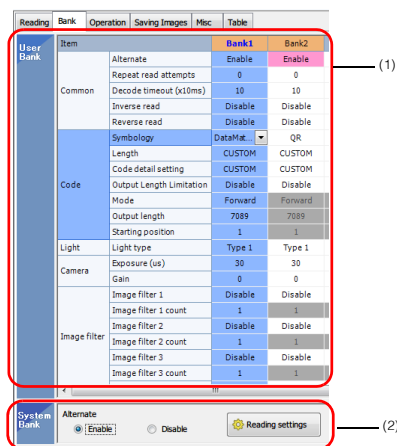 Reading Bank Operation Saving Images Misc Table
User Bank Item Bank1 Bank2
Common Alternate Enable Enable
Repeat read attempts 0 0
Decode timeout (x10ms) 10 10
Inverse read Disable Disable
Reverse read Disable Disable
Code Symbology DataMat... QR
Length CUSTOM CUSTOM
Code detail setting CUSTOM CUSTOM
Output Length Limitation Disable Disable
Mode Forward Forward
Output length 7089 7089
Starting position 1 1
Light Light type Type 1 Type 1
Camera Exposure (us) 30 30
Gain 0 0
Image filter Image filter 1 Disable Disable
Image filter 1 count 1 1
Image filter 2 Disable Disable
Image filter 2 count 1 1
Image filter 3 Disable Disable
Image filter 3 count 1 1
(1)
System Bank Alternate
Enable Disable Reading settings
(2)